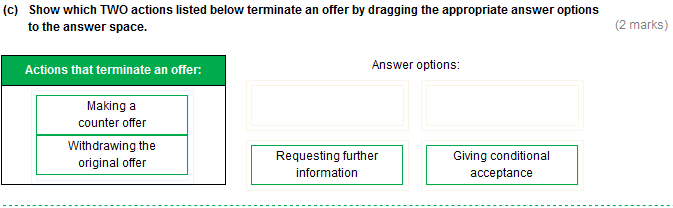 (c) Show which TWO actions listed below terminate an offer by dragging the appropriate answer options
to the answer space.
(2 marks)
Actions that terminate an offer:
Answer options:
Making a
counter offer
Withdrawing the
original offer
Requesting further
information
Giving conditional
acceptance